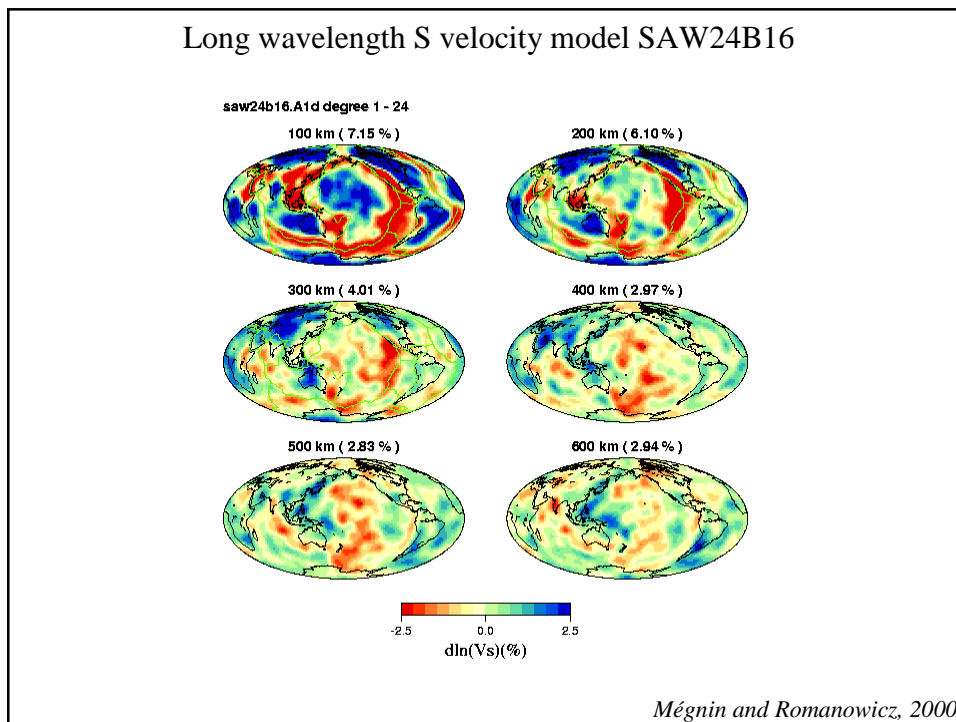 Long wavelength S velocity model SAW24B16
saw24b16.A1d degree 1 - 24
100 km ( 7.15 % )
200 km ( 6.10 % )
300 km ( 4.01 % )
400 km ( 2.97 % )
500 km ( 2.83 % )
600 km ( 2.94 % )
-2.5 0.0 2.5
dln(Vs)(%)
Mégnin and Romanowicz, 2000